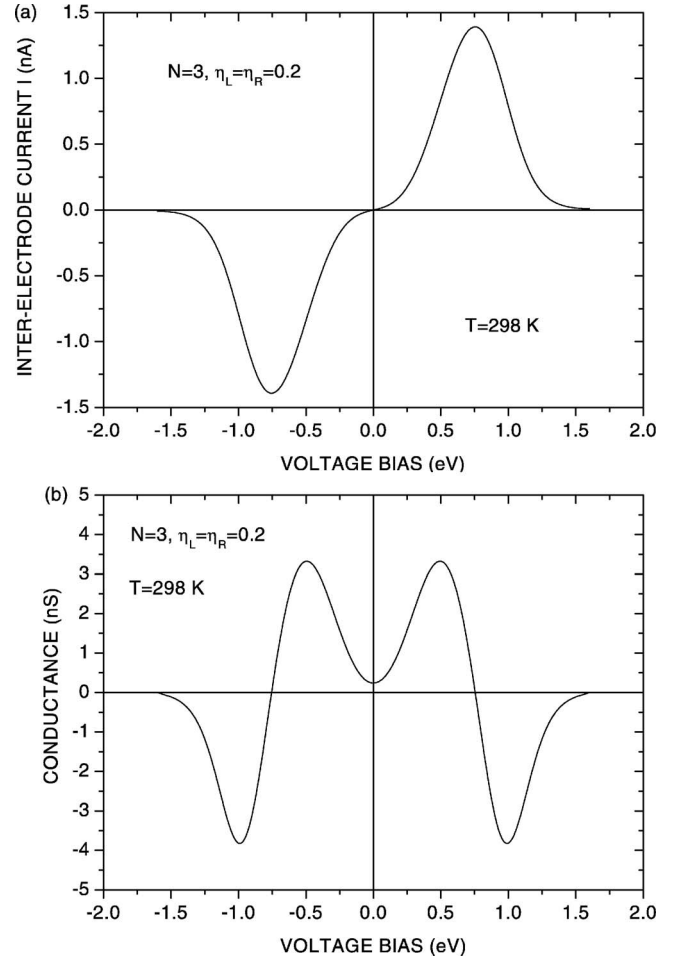 (a)
INTER-ELECTRODE CURRENT I (nA)
1.5
1.0
0.5
0.0
-0.5
-1.0
-1.5
N=3, ηL=ηR=0.2
T=298 K
-2.0 -1.5 -1.0 -0.5 0.0 0.5 1.0 1.5 2.0
VOLTAGE BIAS (eV)
(b)
CONDUCTANCE (nS)
5
4
3
2
1
0
-1
-2
-3
-4
-5
N=3, ηL=ηR=0.2
T=298 K
-2.0 -1.5 -1.0 -0.5 0.0 0.5 1.0 1.5 2.0
VOLTAGE BIAS (eV)